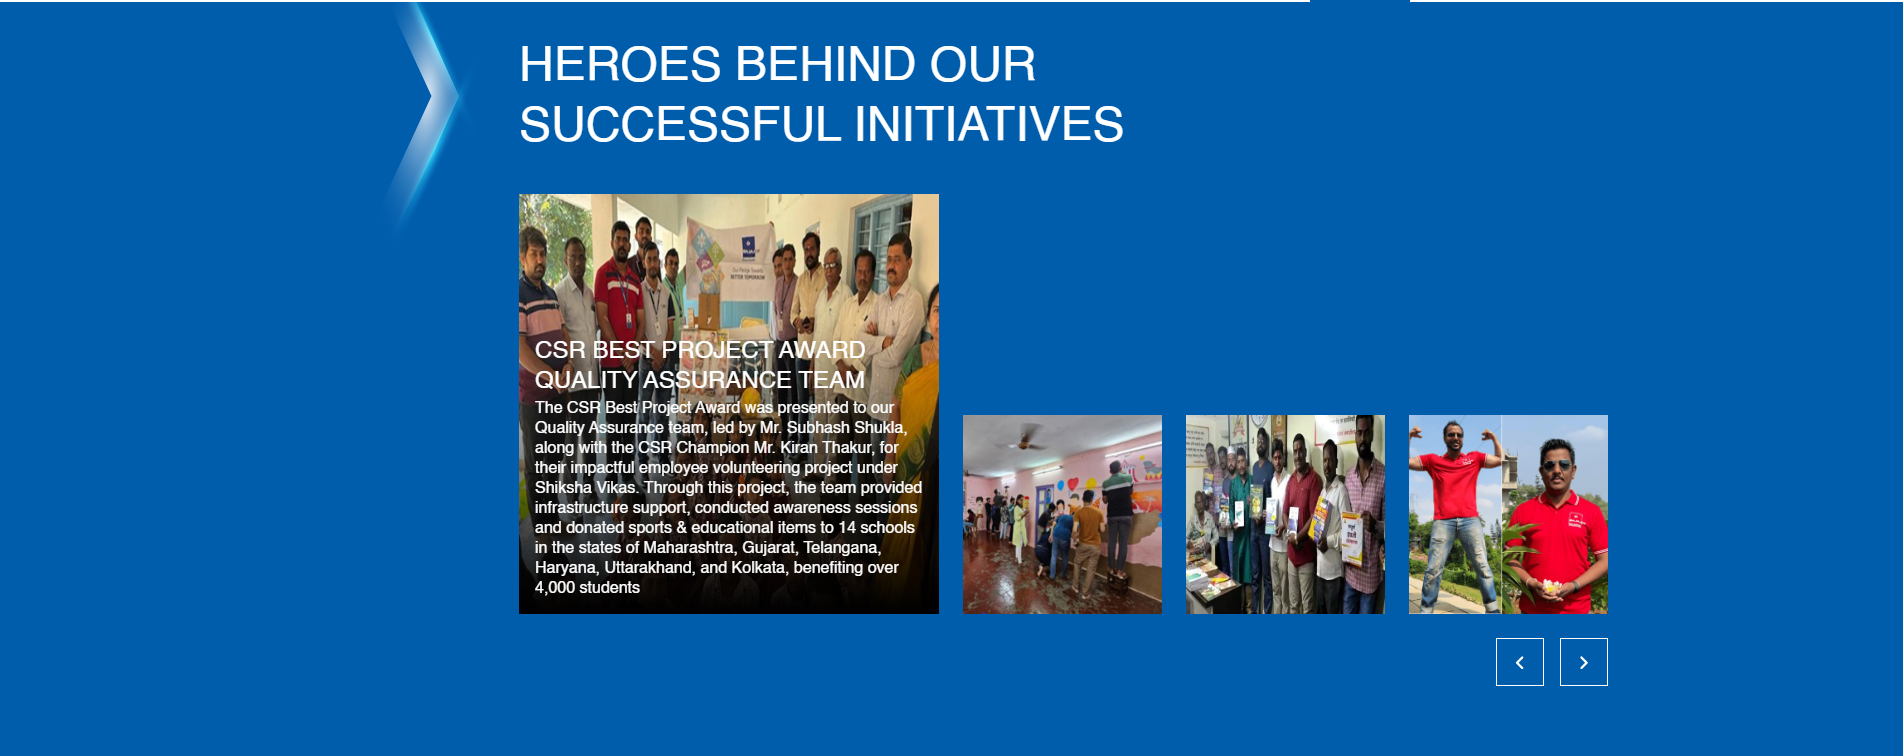 HEROES BEHIND OUR
SUCCESSFUL INITIATIVES
BETTER TOMORROW
CSR BEST PROJECT AWARD
QUALITY ASSURANCE TEAM
The CSR Best Project Award was presented to our
Quality Assurance team, led by Mr. Subhash Shukla,
along with the CSR Champion Mr. Kiran Thakur, for
their impactful employee volunteering project under
Shiksha Vikas. Through this project, the team provided
infrastructure support, conducted awareness sessions
and donated sports & educational items to 14 schools
in the states of Maharashtra, Gujarat, Telangana,
Haryana, Uttarakhand, and Kolkata, benefiting over
4,000 students